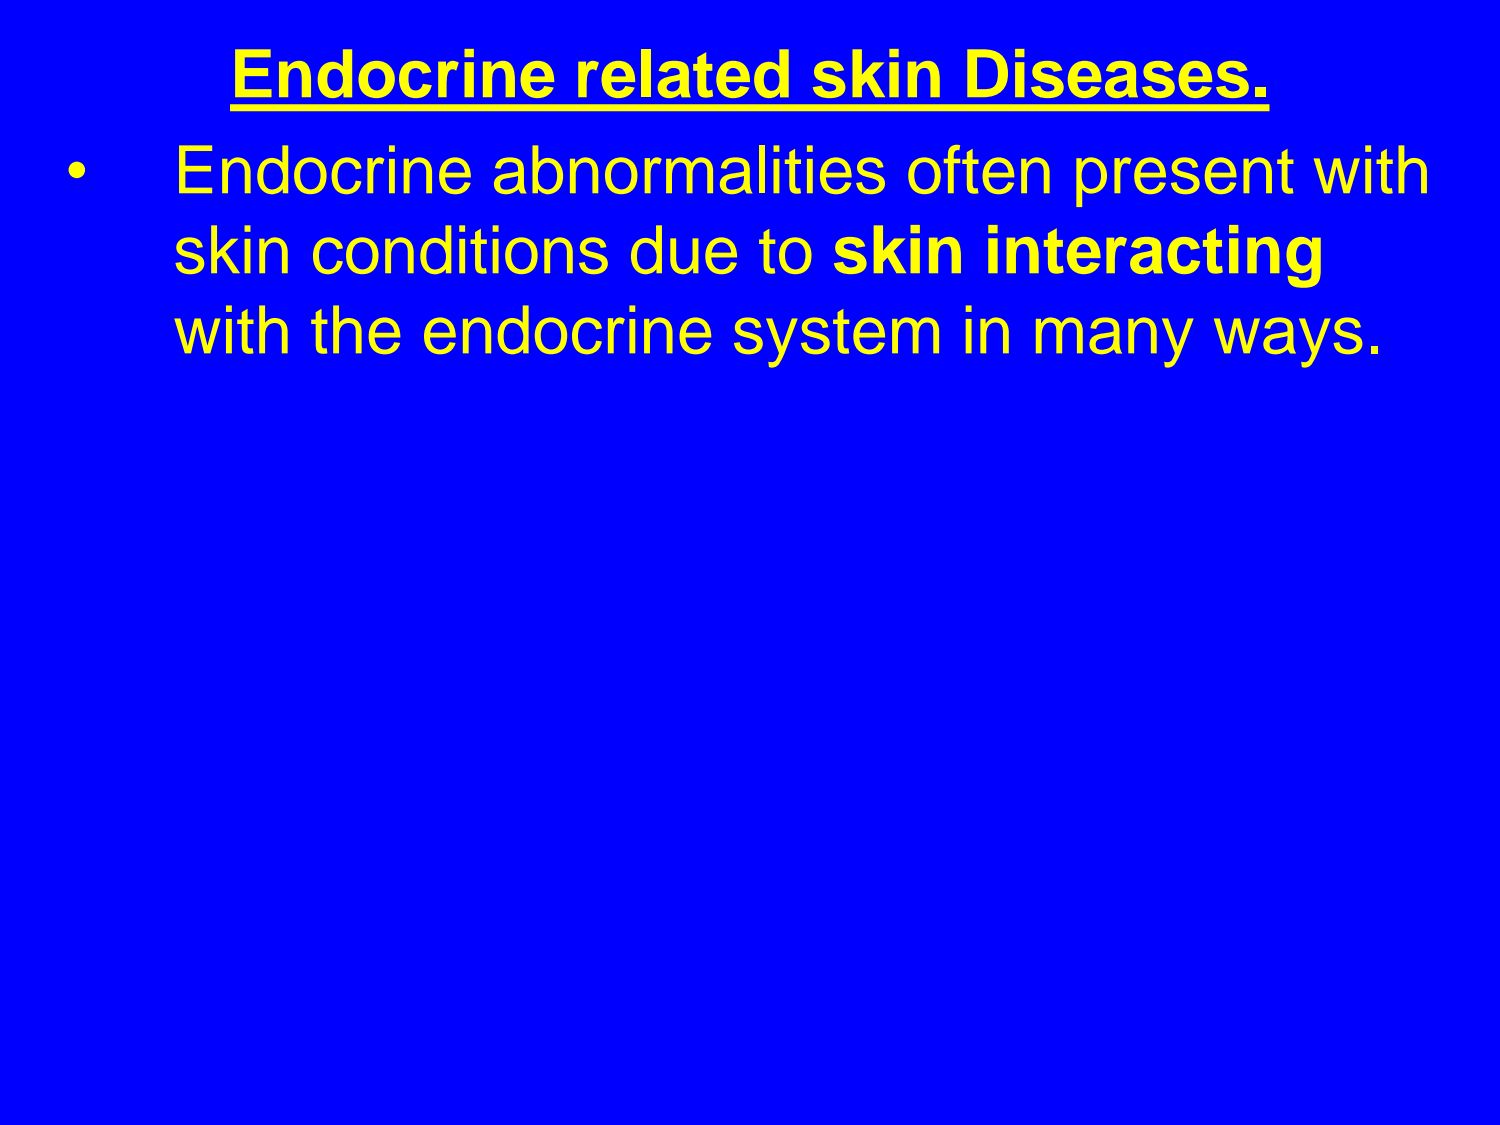 Endocrine related skin Diseases.
• Endocrine abnormalities often present with
skin conditions due to skin interacting
with the endocrine system in many ways.